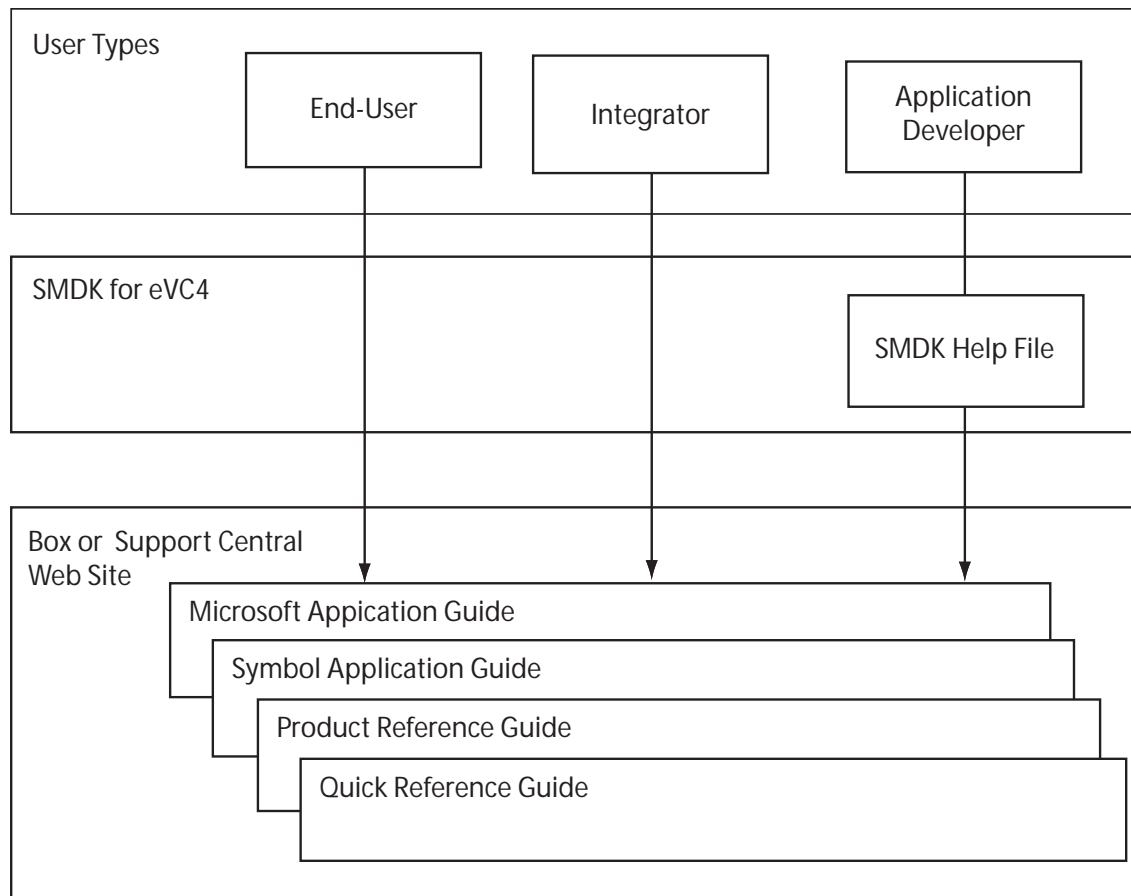 User Types
End-User
Integrator
Application
Developer
SMDK for eVC4
SMDK Help File
Box or  Support Central
Web Site
Microsoft Appication Guide
Symbol Application Guide
Product Reference Guide
Quick Reference Guide